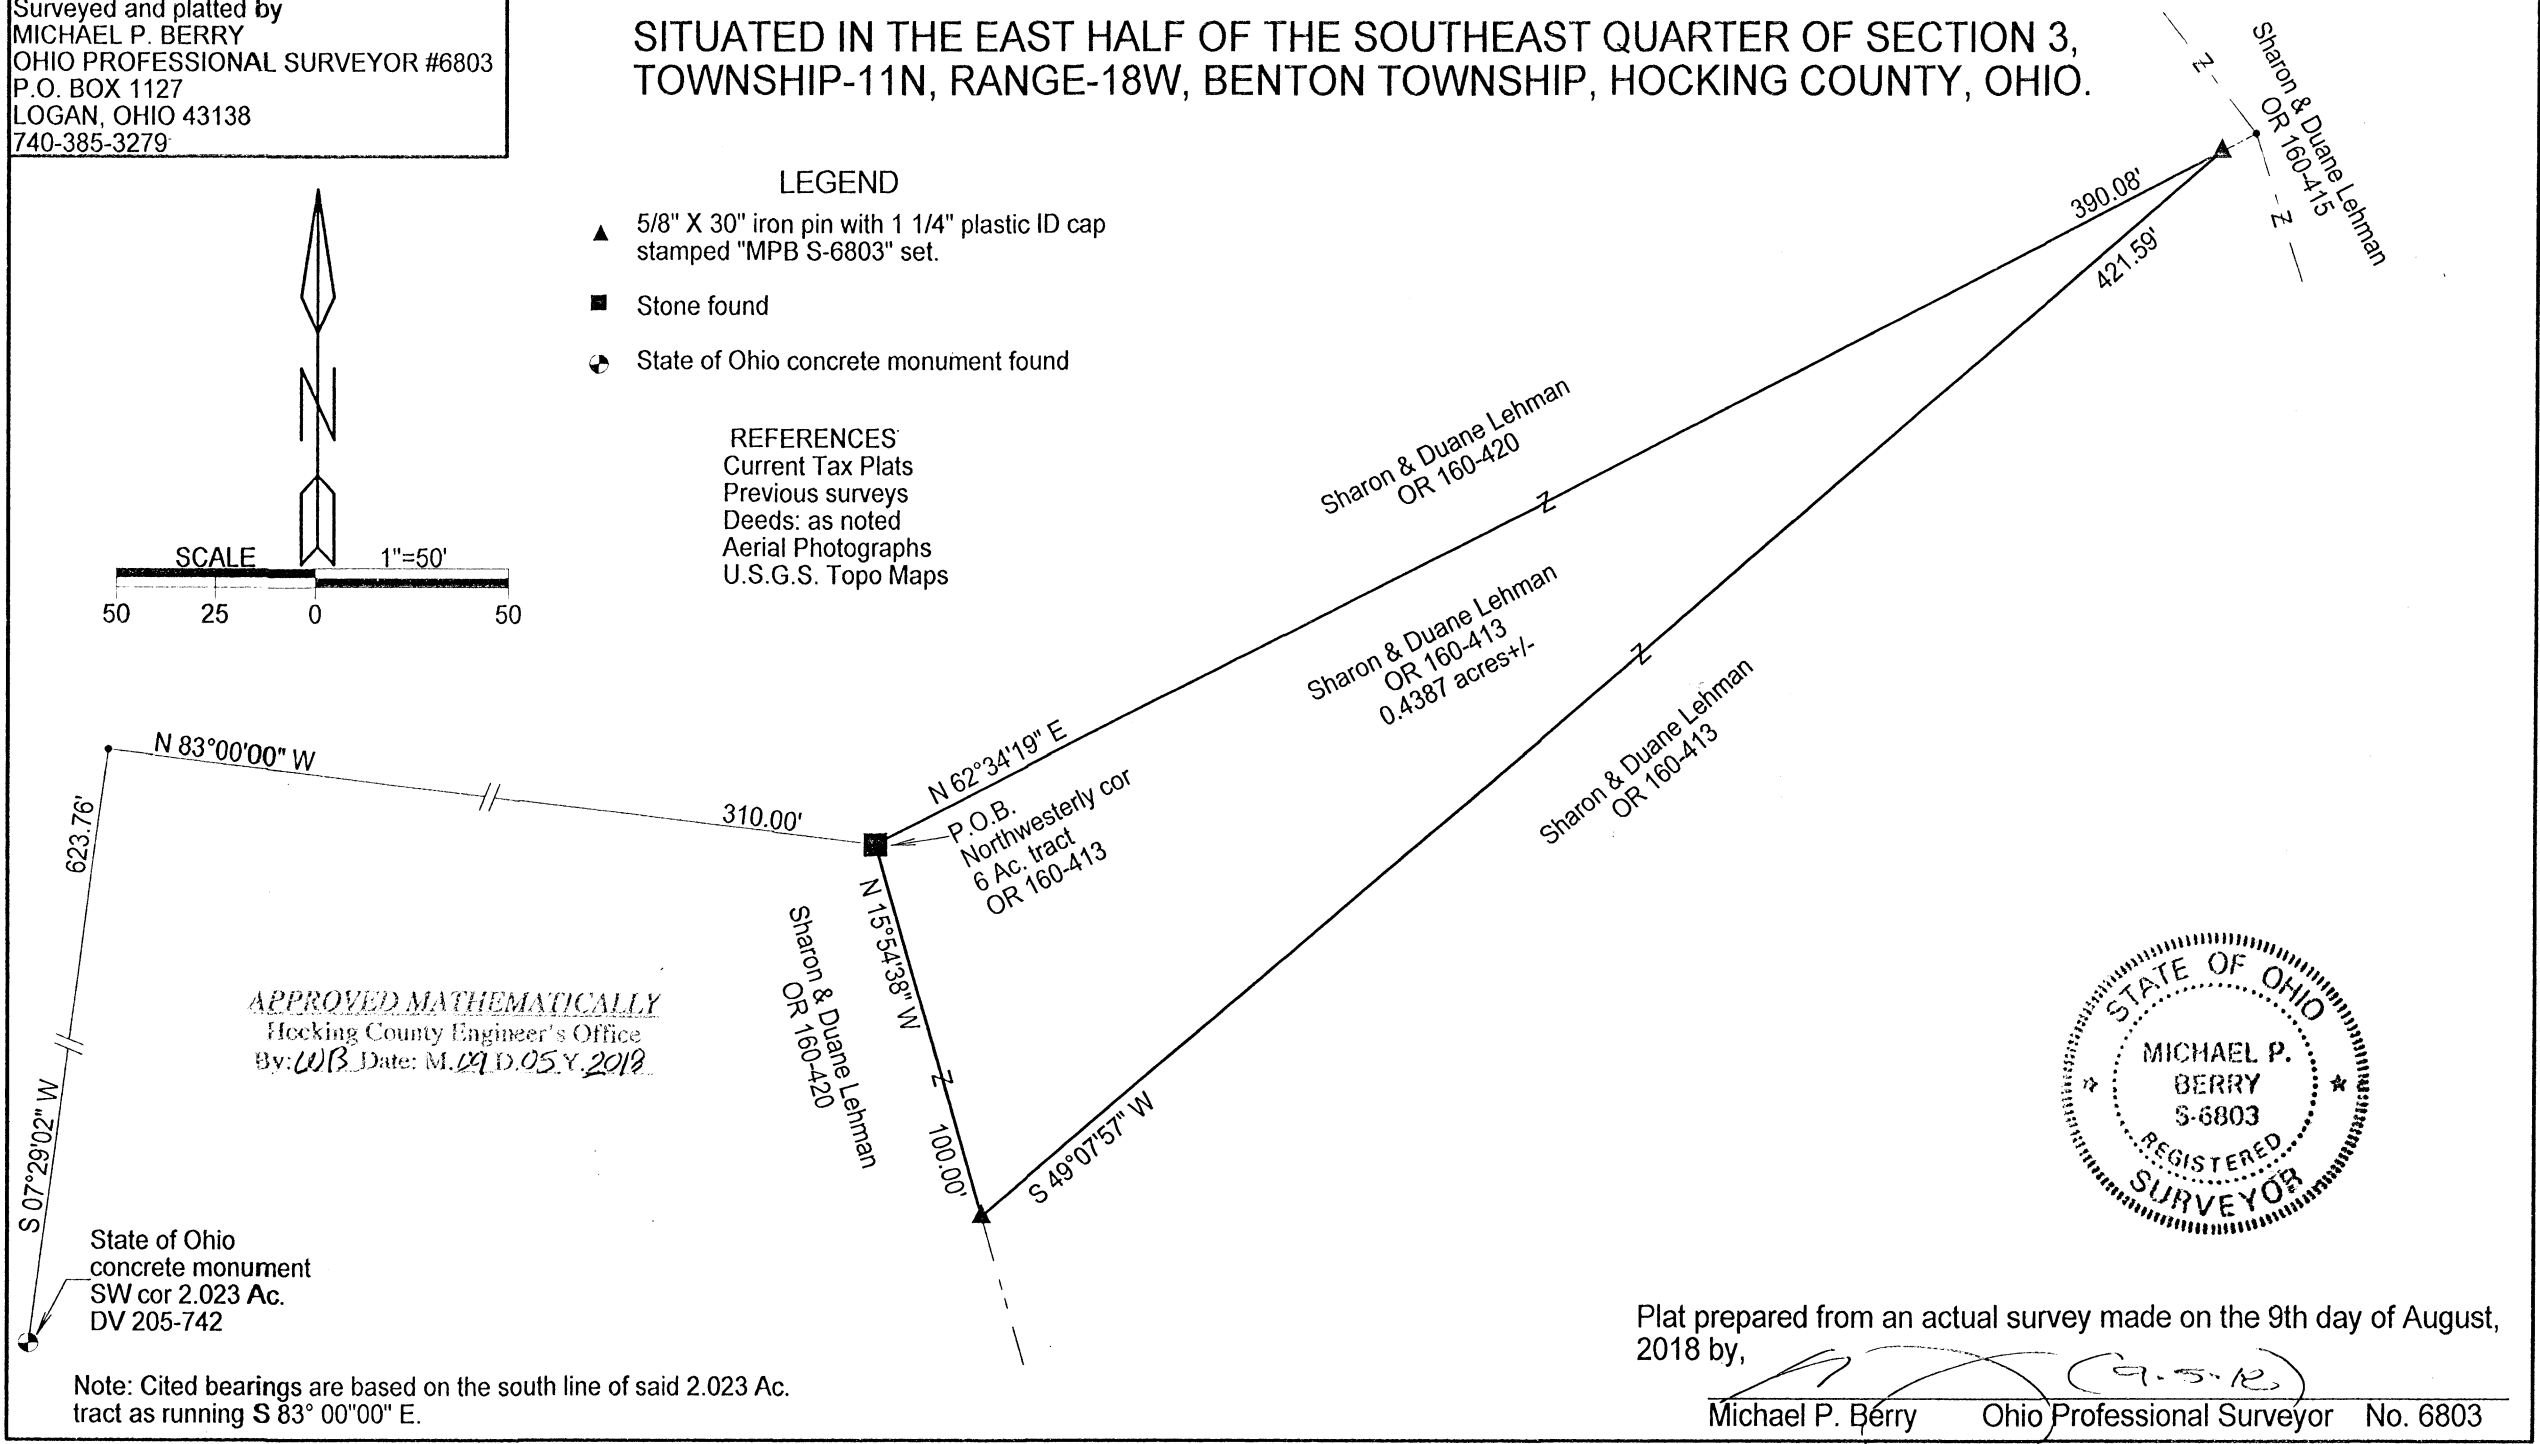 Surveyed and platted by
MICHAEL P. BERRY
OHIO PROFESSIONAL SURVEYOR #6803
P.O. BOX 1127
LOGAN, OHIO 43138
740-385-3279
SITUATED IN THE EAST HALF OF THE SOUTHEAST QUARTER OF SECTION 3,
TOWNSHIP-11N, RANGE-18W, BENTON TOWNSHIP, HOCKING COUNTY, OHIO.
LEGEND
5/8" X 30" iron pin with 1 1/4" plastic ID cap
stamped "MPB S-6803" set.
Stone found
State of Ohio concrete monument found
REFERENCES
Current Tax Plats
Previous surveys
Deeds: as noted
Aerial Photographs
U.S.G.S. Topo Maps
N
SCALE 1"=50'
50 25 0 50
Sharon & Duane Lehman
OR 160-415
Z
Z
390.08'
421.59'
Sharon & Duane Lehman
OR 160-420
Z
Sharon & Duane Lehman
OR 160-413
0.4387 acres+/-
Z
Sharon & Duane Lehman
OR 160-413
N 62°34'19" E
P.O.B.
Northwesterly cor
6 Ac. tract
OR 160-413
N 83°00'00" W
310.00'
623.76'
S 07°29'02" W
N 15°54'38" W
Z
100.00'
Sharon & Duane Lehman
OR 160-420
S 49°07'57" W
APPROVED MATHEMATICALLY
Hocking County Engineer's Office
By: WB Date: M. 09 D. 05 Y. 2018
State of Ohio
concrete monument
SW cor 2.023 Ac.
DV 205-742
Note: Cited bearings are based on the south line of said 2.023 Ac.
tract as running S 83° 00"00" E.
STATE OF OHIO
MICHAEL P.
BERRY
S-6803
REGISTERED
SURVEYOR
Plat prepared from an actual survey made on the 9th day of August,
2018 by,
(9-5-18)
Michael P. Berry Ohio Professional Surveyor No. 6803